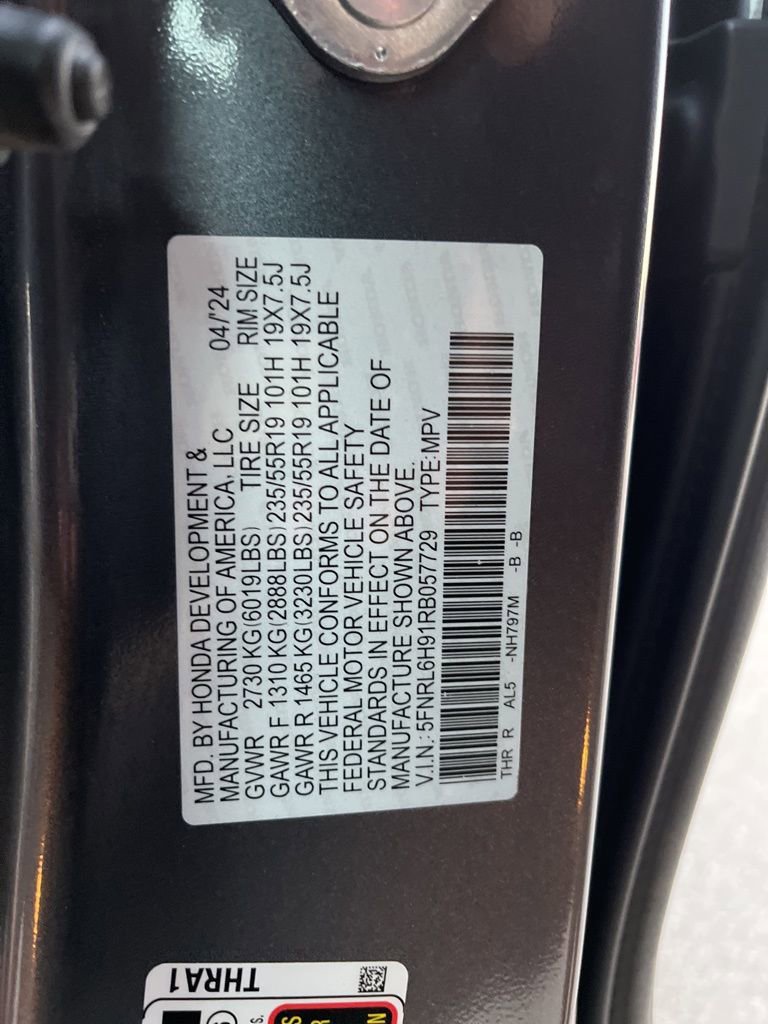 MFD. BY HONDA DEVELOPMENT &
MANUFACTURING OF AMERICA, LLC 04/'24
GVWR 2730 KG(6019LBS) TIRE SIZE RIM SIZE
GAWR F 1310 KG(2888LBS)235/55R19 101H 19X7.5J
GAWR R 1465 KG(3230LBS)235/55R19 101H 19X7.5J
THIS VEHICLE CONFORMS TO ALL APPLICABLE
FEDERAL MOTOR VEHICLE SAFETY
STANDARDS IN EFFECT ON THE DATE OF
MANUFACTURE SHOWN ABOVE.
V.I.N.: 5FNRL6H91RB057729 TYPE:MPV
THR R AL5 -NH797M -B -B
THRA1